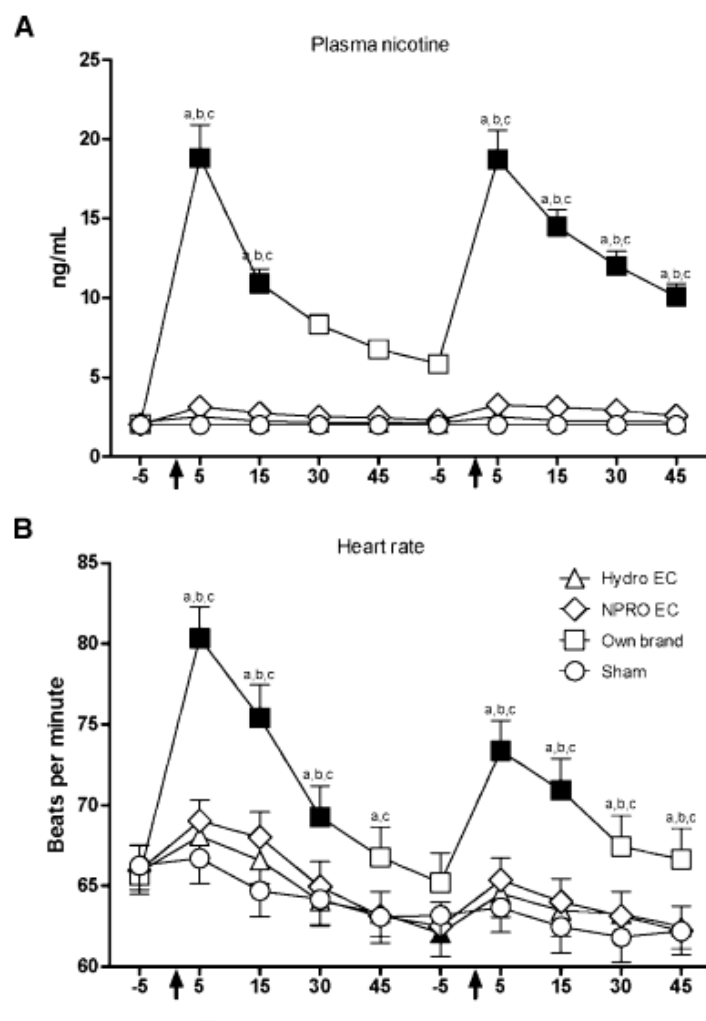 A
Plasma nicotine
25
20
15
10
5
0
ng/mL
a,b,c
a,b,c
a,b,c
a,b,c
a,b,c
a,b,c
-5 5 15 30 45 -5 5 15 30 45
B
Heart rate
85
80
75
70
65
60
Beats per minute
Hydro EC
NPRO EC
Own brand
Sham
a,b,c
a,b,c
a,b,c
a,c
a,b,c
a,b,c
a,b,c
a,b,c
-5 5 15 30 45 -5 5 15 30 45